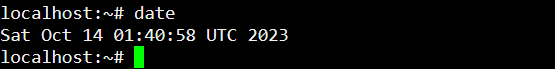 localhost:~# date
Sat Oct 14 01:40:58 UTC 2023
localhost:~#